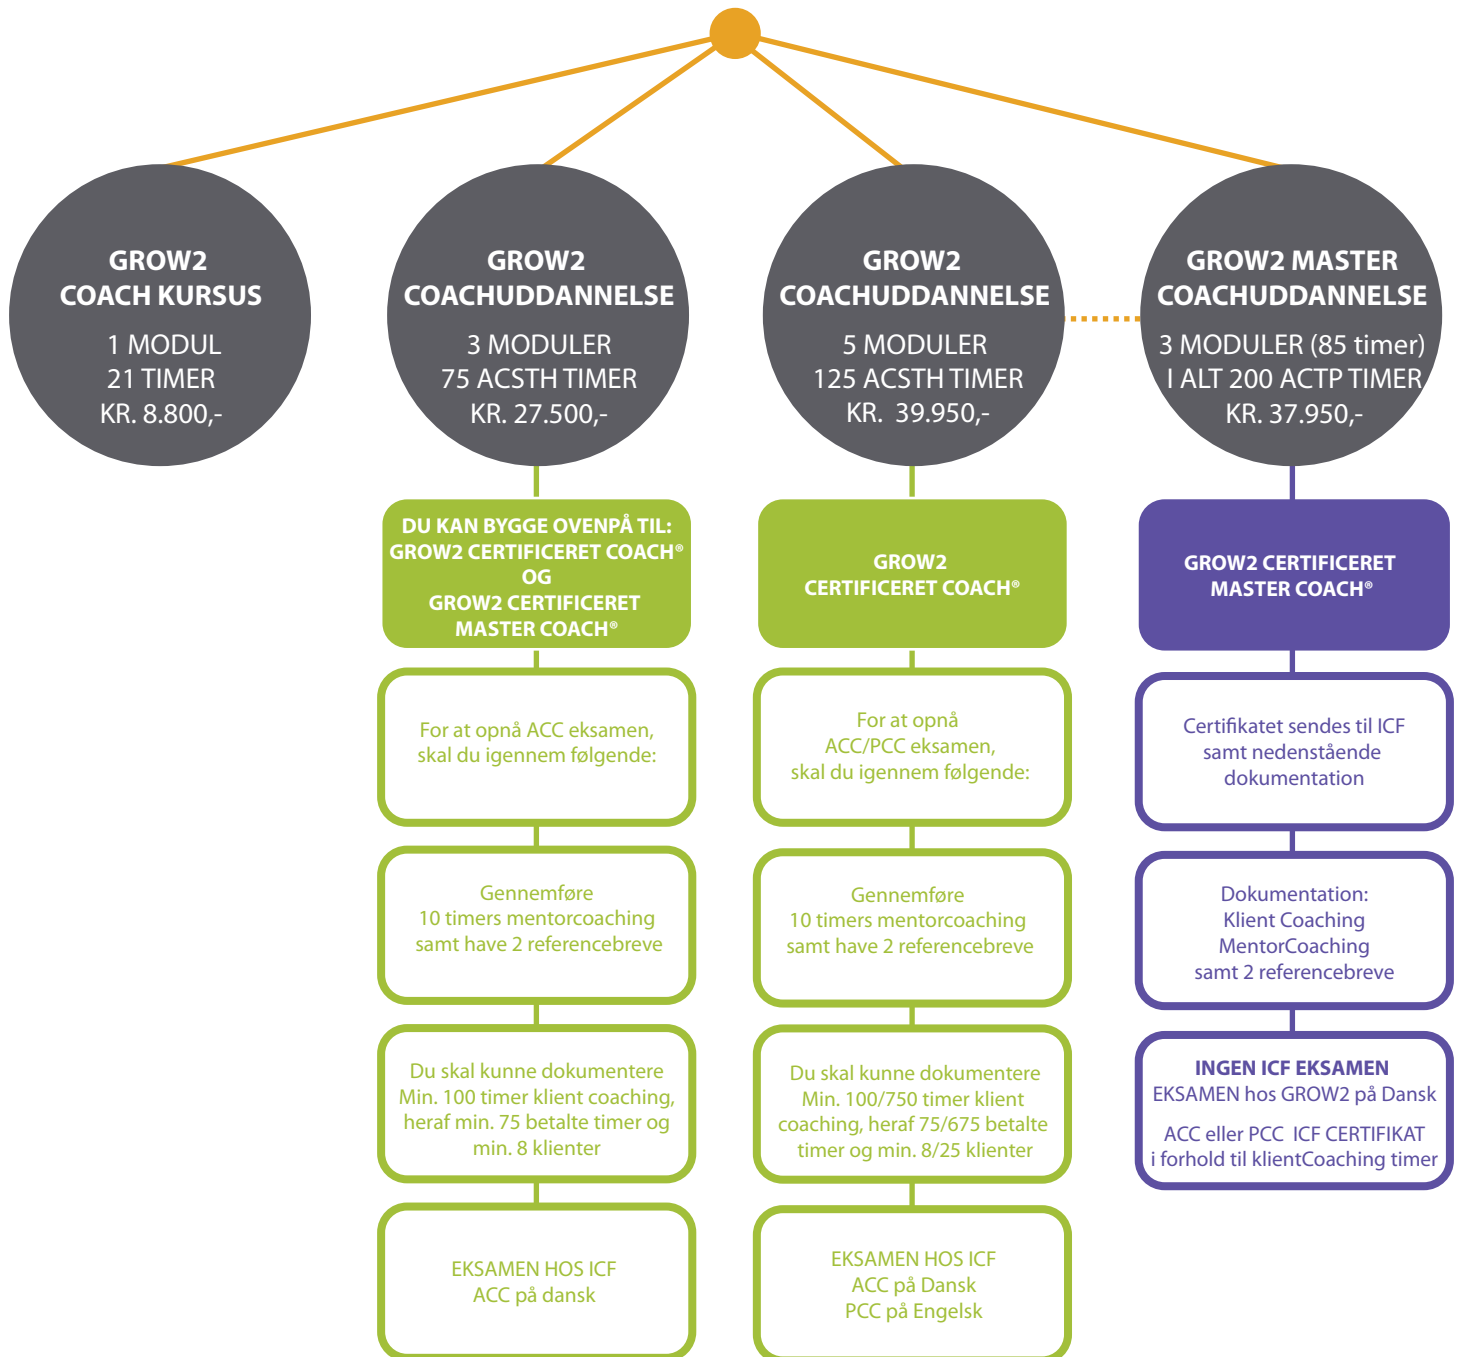 GROW2
COACH KURSUS
1 MODUL
21 TIMER
KR. 8.800,-
GROW2
COACHUDDANNELSE
3 MODULER
75 ACSTH TIMER
KR. 27.500,-
GROW2
COACHUDDANNELSE
5 MODULER
125 ACSTH TIMER
KR. 39.950,-
GROW2 MASTER
COACHUDDANNELSE
3 MODULER (85 timer)
I ALT 200 ACTP TIMER
KR. 37.950,-
DU KAN BYGGE OVENPÅ TIL:
GROW2 CERTIFICERET COACH®
OG
GROW2 CERTIFICERET
MASTER COACH®
For at opnå ACC eksamen,
skal du igennem følgende:
Gennemføre
10 timers mentorcoaching
samt have 2 referencebreve
Du skal kunne dokumentere
Min. 100 timer klient coaching,
heraf min. 75 betalte timer og
min. 8 klienter
EKSAMEN HOS ICF
ACC på dansk
GROW2
CERTIFICERET COACH®
For at opnå
ACC/PCC eksamen,
skal du igennem følgende:
Gennemføre
10 timers mentorcoaching
samt have 2 referencebreve
Du skal kunne dokumentere
Min. 100/750 timer klient
coaching, heraf 75/675 betalte
timer og min. 8/25 klienter
EKSAMEN HOS ICF
ACC på Dansk
PCC på Engelsk
GROW2 CERTIFICERET
MASTER COACH®
Certifikatet sendes til ICF
samt nedenstående
dokumentation
Dokumentation:
Klient Coaching
MentorCoaching
samt 2 referencebreve
INGEN ICF EKSAMEN
EKSAMEN hos GROW2 på Dansk
ACC eller PCC ICF CERTIFIKAT
i forhold til klientCoaching timer